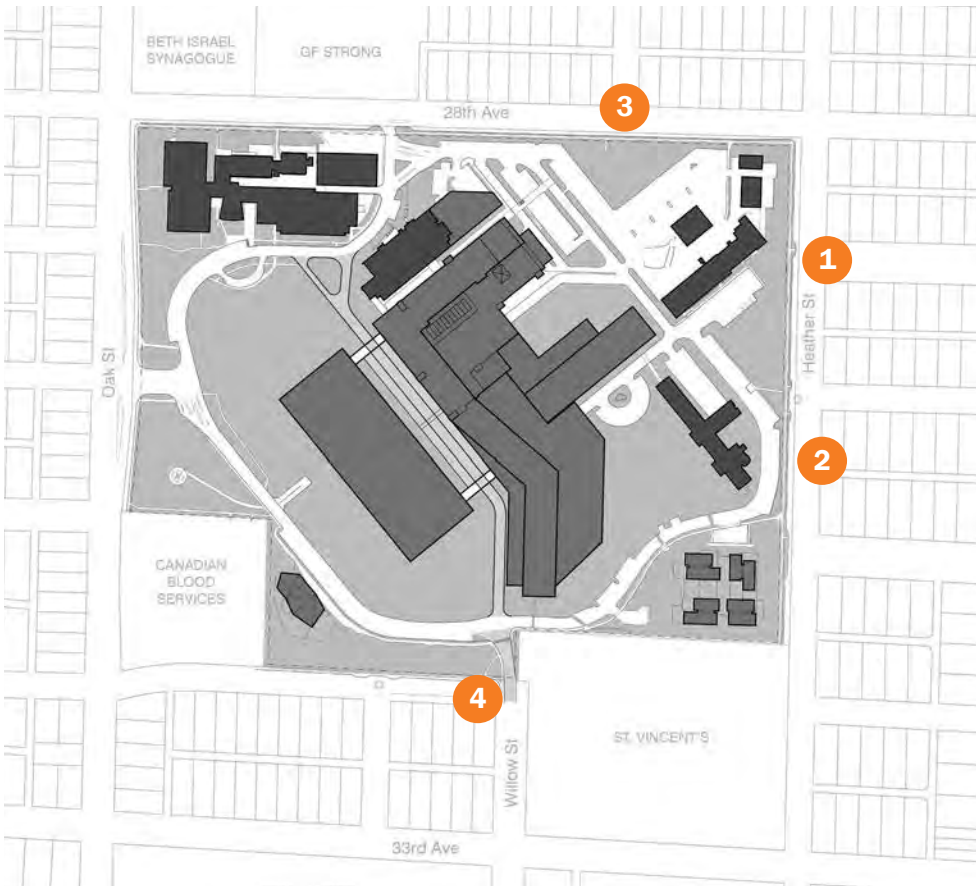 BETH ISRAEL
SYNAGOGUE
GF STRONG
28th Ave
3
1
Heather St
Oak St
2
CANADIAN
BLOOD
SERVICES
4
Willow St
ST. VINCENT'S
33rd Ave